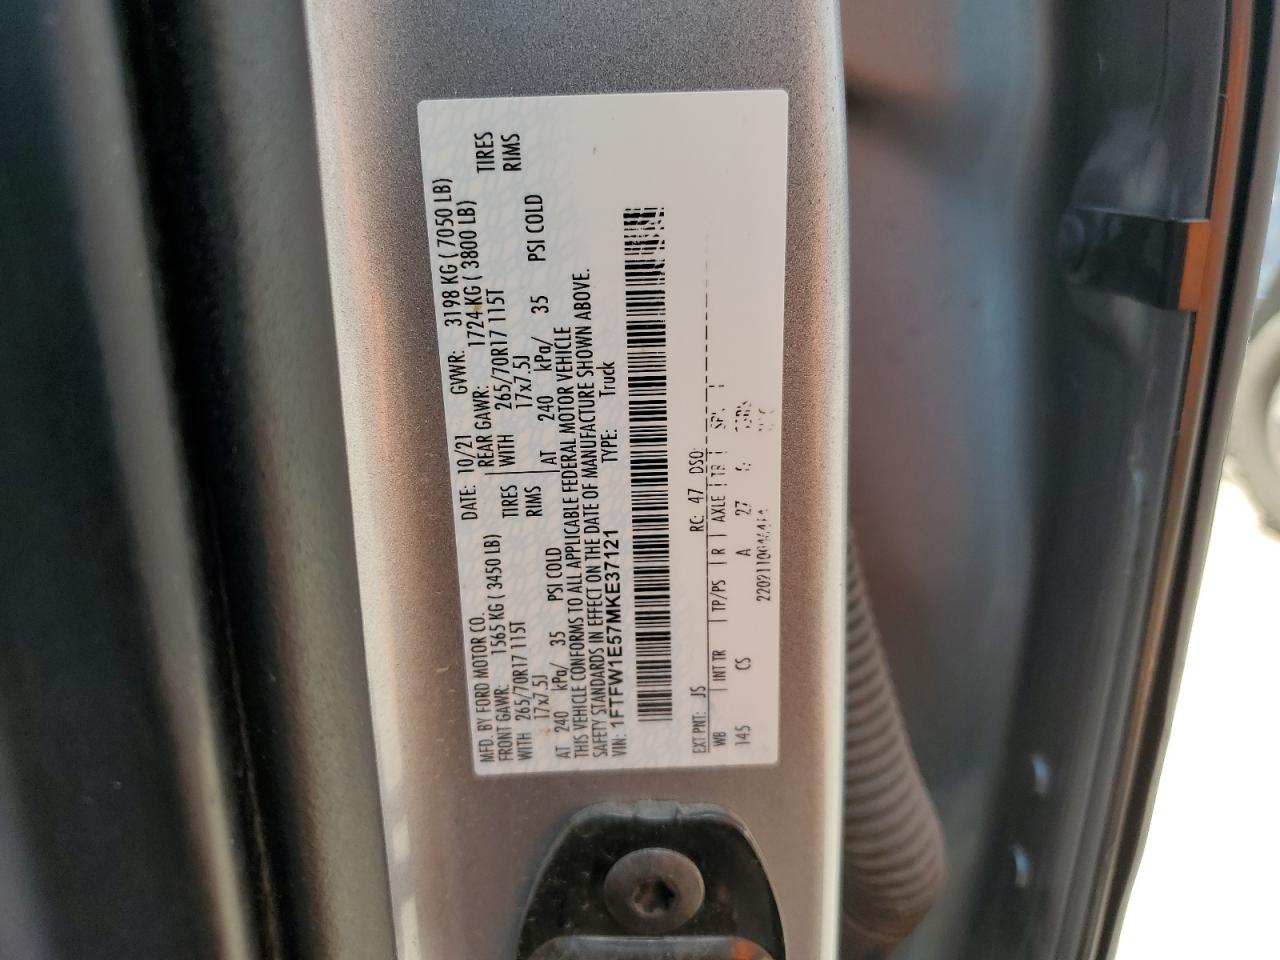 MFD. BY FORD MOTOR CO. DATE: 10/21 GVWR: 3198 KG ( 7050 LB)
FRONT GAWR: 1565 KG ( 3450 LB) REAR GAWR: 1724 KG ( 3800 LB)
WITH 265/70R17 115T TIRES WITH 265/70R17 115T TIRES
17x7.5J RIMS 17x7.5J RIMS
AT 240 kPa/ 35 PSI COLD AT 240 kPa/ 35 PSI COLD
THIS VEHICLE CONFORMS TO ALL APPLICABLE FEDERAL MOTOR VEHICLE
SAFETY STANDARDS IN EFFECT ON THE DATE OF MANUFACTURE SHOWN ABOVE.
VIN: 1FTFW1E57MKE37121 TYPE: Truck
EXT PNT: JS RC: 47 DSO:
WB | INT TR | TP/PS | R | AXLE | TR | SPR
145 CS A 27